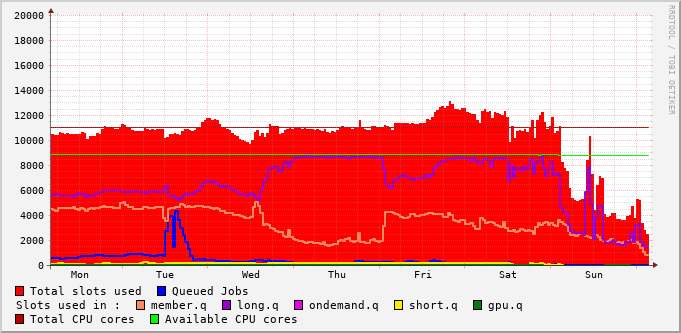 20000
18000
16000
14000
12000
10000
8000
6000
4000
2000
0
Mon Tue Wed Thu Fri Sat Sun
RRDTOOL / TOBI OETIKER
Total slots used Queued Jobs
Slots used in : member.q long.q ondemand.q short.q gpu.q
Total CPU cores Available CPU cores